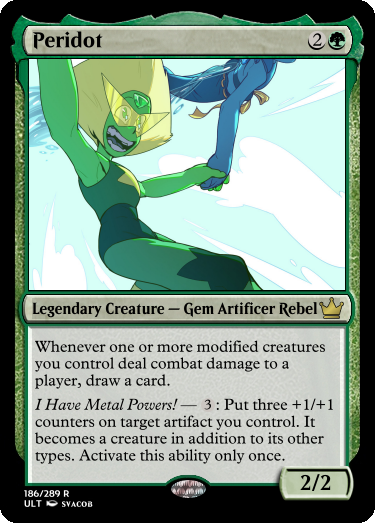 Peridot 2
Legendary Creature — Gem Artificer Rebel
Whenever one or more modified creatures
you control deal combat damage to a
player, draw a card.
I Have Metal Powers! — 3 : Put three +1/+1
counters on target artifact you control. It
becomes a creature in addition to its other
types. Activate this ability only once.
2/2
186/289 R
ULT SVACOB